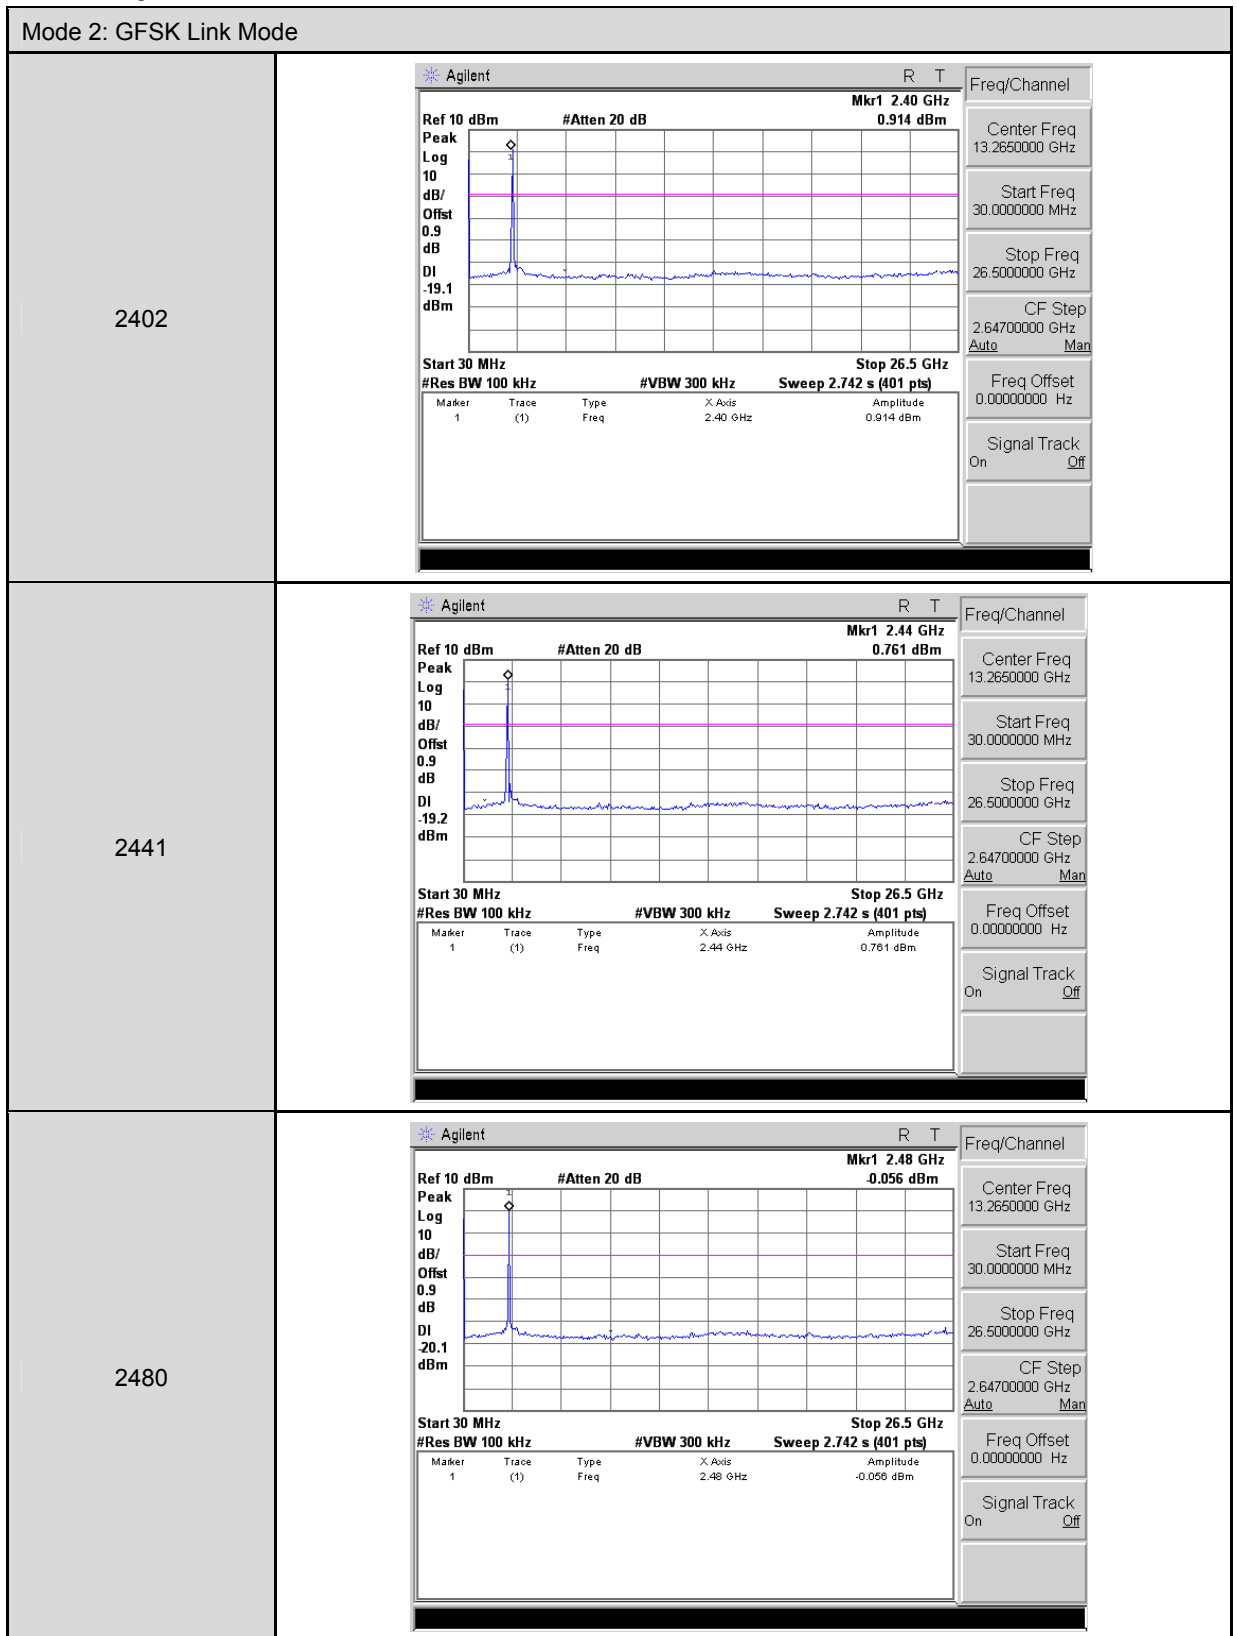 Mode 2: GFSK Link Mode
2402
Agilent
R T
Mkr1 2.40 GHz
Ref 10 dBm #Atten 20 dB 0.914 dBm
Peak
Log
10
dB/
Offst
0.9
dB
DI
-19.1
dBm
1
Start 30 MHz Stop 26.5 GHz
#Res BW 100 kHz #VBW 300 kHz Sweep 2.742 s (401 pts)
Marker Trace Type X Axis Amplitude
1 (1) Freq 2.40 GHz 0.914 dBm
Freq/Channel
Center Freq
13.2650000 GHz
Start Freq
30.0000000 MHz
Stop Freq
26.5000000 GHz
CF Step
2.64700000 GHz
Auto Man
Freq Offset
0.00000000 Hz
Signal Track
On Off
2441
Agilent
R T
Mkr1 2.44 GHz
Ref 10 dBm #Atten 20 dB 0.761 dBm
Peak
Log
10
dB/
Offst
0.9
dB
DI
-19.2
dBm
1
Start 30 MHz Stop 26.5 GHz
#Res BW 100 kHz #VBW 300 kHz Sweep 2.742 s (401 pts)
Marker Trace Type X Axis Amplitude
1 (1) Freq 2.44 GHz 0.761 dBm
Freq/Channel
Center Freq
13.2650000 GHz
Start Freq
30.0000000 MHz
Stop Freq
26.5000000 GHz
CF Step
2.64700000 GHz
Auto Man
Freq Offset
0.00000000 Hz
Signal Track
On Off
2480
Agilent
R T
Mkr1 2.48 GHz
Ref 10 dBm #Atten 20 dB -0.056 dBm
Peak
Log
10
dB/
Offst
0.9
dB
DI
-20.1
dBm
1
Start 30 MHz Stop 26.5 GHz
#Res BW 100 kHz #VBW 300 kHz Sweep 2.742 s (401 pts)
Marker Trace Type X Axis Amplitude
1 (1) Freq 2.48 GHz -0.056 dBm
Freq/Channel
Center Freq
13.2650000 GHz
Start Freq
30.0000000 MHz
Stop Freq
26.5000000 GHz
CF Step
2.64700000 GHz
Auto Man
Freq Offset
0.00000000 Hz
Signal Track
On Off